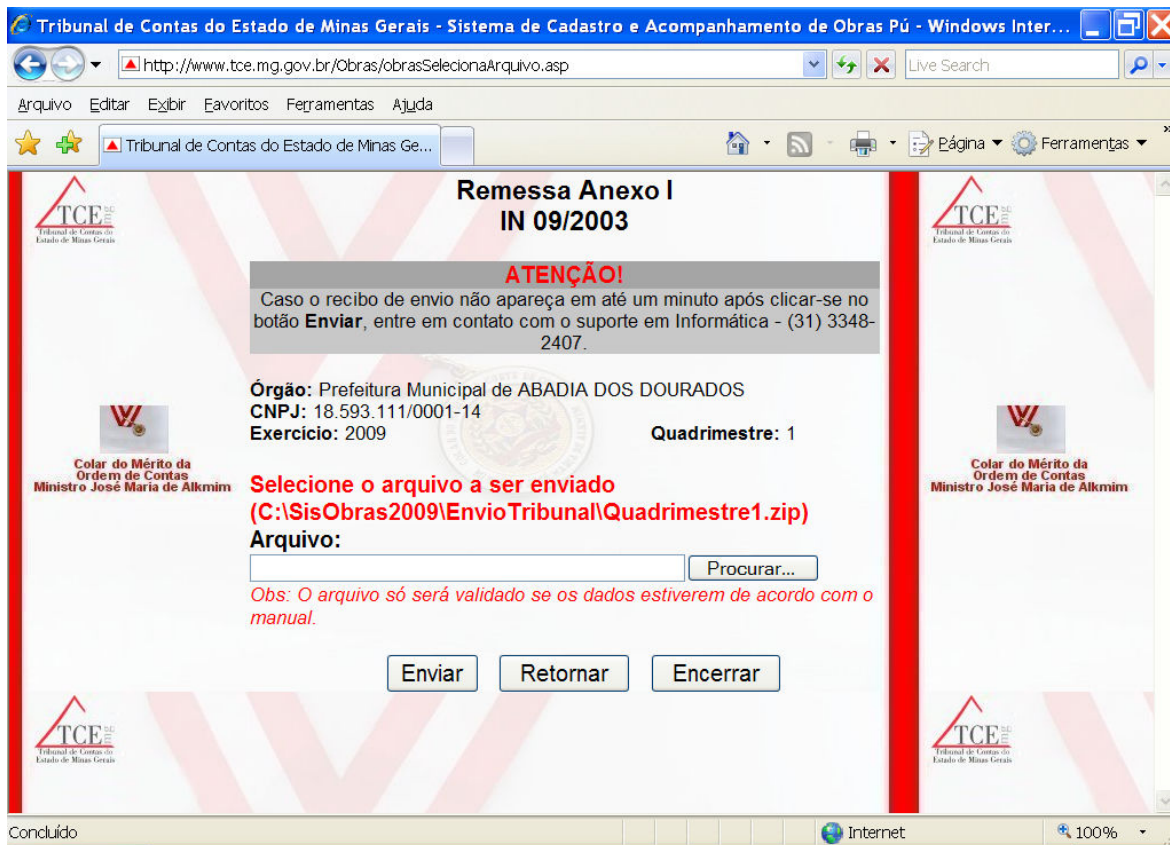 Tribunal de Contas do Estado de Minas Gerais - Sistema de Cadastro e Acompanhamento de Obras Pú - Windows Inter...
http://www.tce.mg.gov.br/Obras/obrasSelecionaArquivo.asp
Live Search
Arquivo Editar Exibir Favoritos Ferramentas Ajuda
Tribunal de Contas do Estado de Minas Ge...
Página
Ferramentas
TCE
Tribunal de Contas do
Estado de Minas Gerais
Remessa Anexo I
IN 09/2003
TCE
Tribunal de Contas do
Estado de Minas Gerais
ATENÇÃO!
Caso o recibo de envio não apareça em até um minuto após clicar-se no
botão Enviar, entre em contato com o suporte em Informática - (31) 3348-
2407.
Órgão: Prefeitura Municipal de ABADIA DOS DOURADOS
CNPJ: 18.593.111/0001-14
Exercício: 2009 Quadrimestre: 1
Colar do Mérito da
Ordem de Contas
Ministro José Maria de Alkmim
Colar do Mérito da
Ordem de Contas
Ministro José Maria de Alkmim
Selecione o arquivo a ser enviado
(C:\SisObras2009\EnvioTribunal\Quadrimestre1.zip)
Arquivo:
Procurar...
Obs: O arquivo só será validado se os dados estiverem de acordo com o
manual.
Enviar Retornar Encerrar
TCE
Tribunal de Contas do
Estado de Minas Gerais
TCE
Tribunal de Contas do
Estado de Minas Gerais
Concluído
Internet
100%